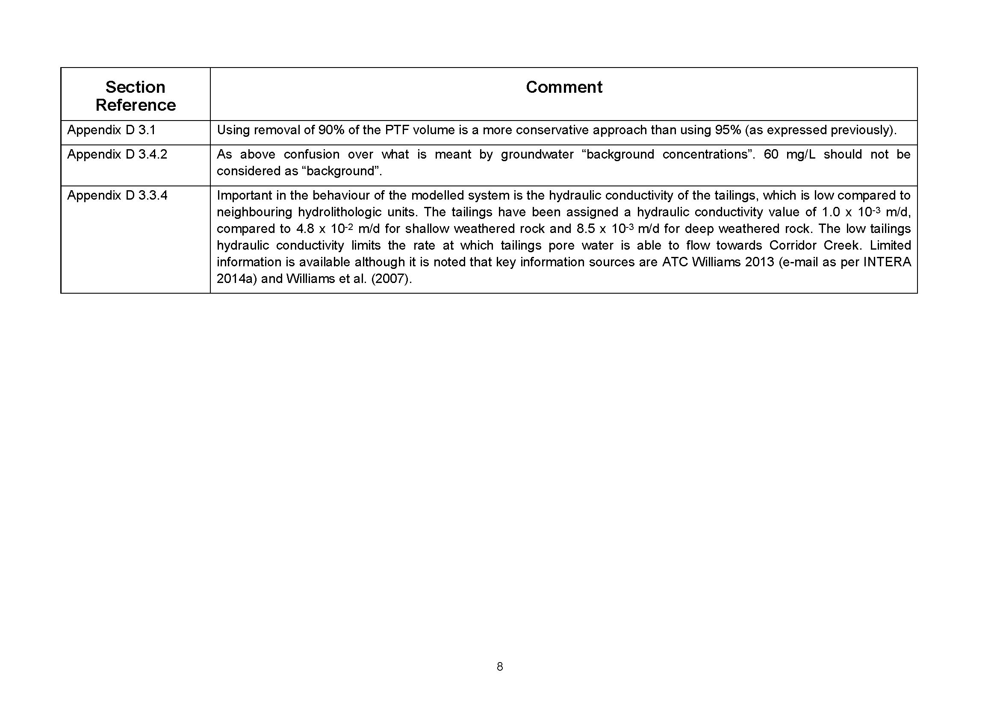 Section
Reference
Comment
Appendix D 3.1
Using removal of 90% of the PTF volume is a more conservative approach than using 95% (as expressed previously).
Appendix D 3.4.2
As above confusion over what is meant by groundwater “background concentrations”. 60 mg/L should not be
considered as “background”.
Appendix D 3.3.4
Important in the behaviour of the modelled system is the hydraulic conductivity of the tailings, which is low compared to
neighbouring hydrolithologic units. The tailings have been assigned a hydraulic conductivity value of 1.0 x 10⁻³ m/d,
compared to 4.8 x 10⁻² m/d for shallow weathered rock and 8.5 x 10⁻³ m/d for deep weathered rock. The low tailings
hydraulic conductivity limits the rate at which tailings pore water is able to flow towards Corridor Creek. Limited
information is available although it is noted that key information sources are ATC Williams 2013 (e-mail as per INTERA
2014a) and Williams et al. (2007).
8